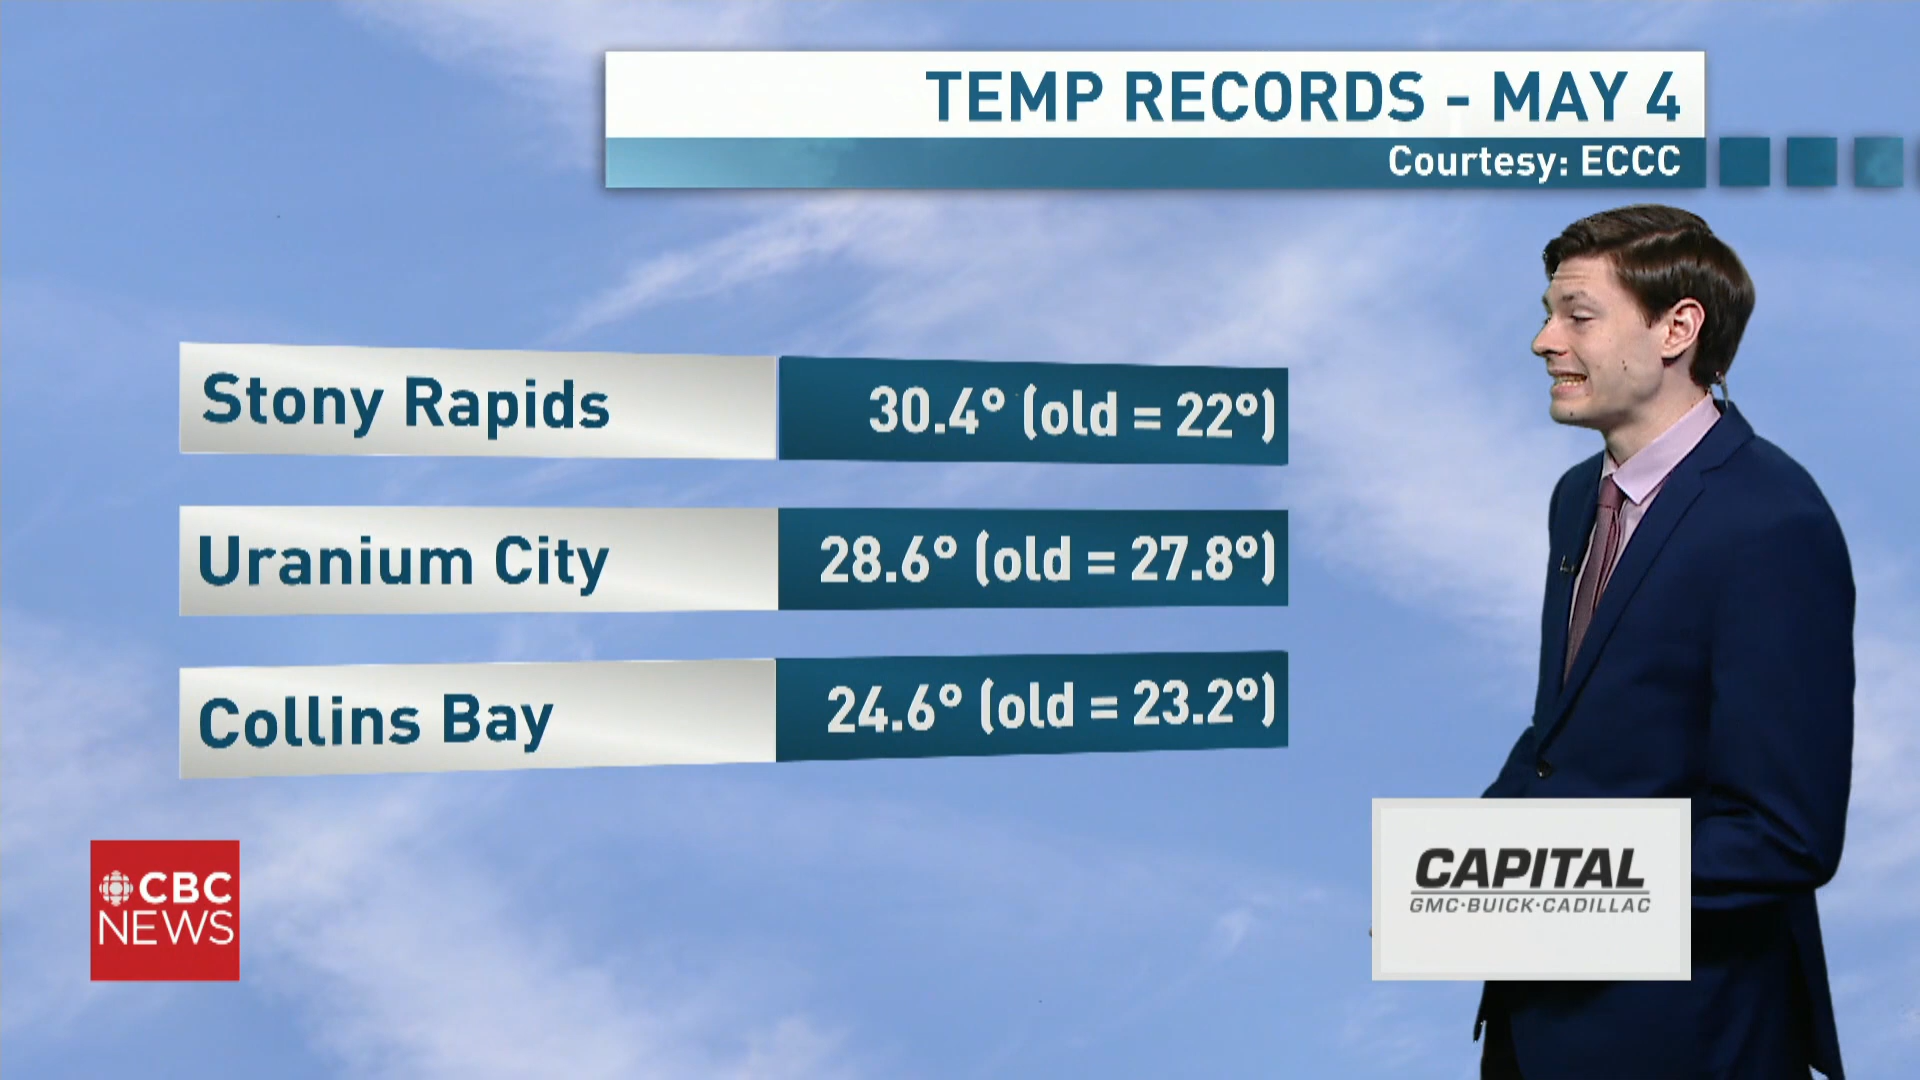 TEMP RECORDS - MAY 4
Courtesy: ECCC
Stony Rapids 30.4° (old = 22°)
Uranium City 28.6° (old = 27.8°)
Collins Bay 24.6° (old = 23.2°)
CBC
NEWS
CAPITAL
GMC·BUICK·CADILLAC